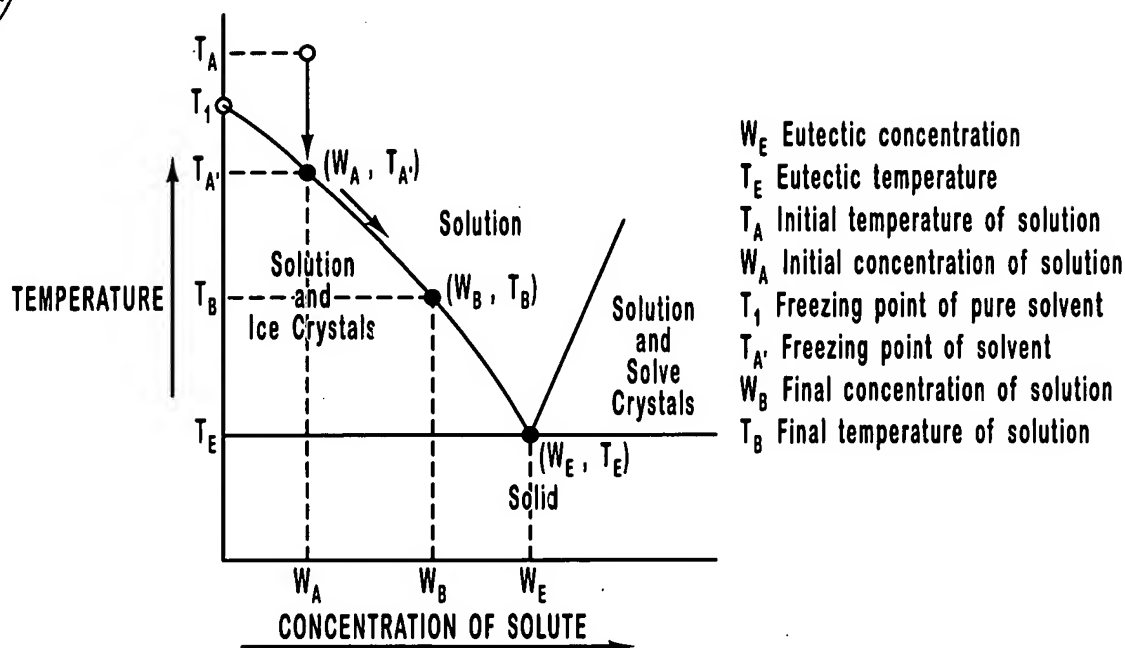 T_A
T_1
T_A'
(W_A , T_A')
Solution
Solution
and
Ice Crystals
TEMPERATURE
T_B
(W_B , T_B)
Solution
and
Solve
Crystals
T_E
(W_E , T_E)
Solid
W_A W_B W_E
CONCENTRATION OF SOLUTE
W_E Eutectic concentration
T_E Eutectic temperature
T_A Initial temperature of solution
W_A Initial concentration of solution
T_1 Freezing point of pure solvent
T_A' Freezing point of solvent
W_B Final concentration of solution
T_B Final temperature of solution